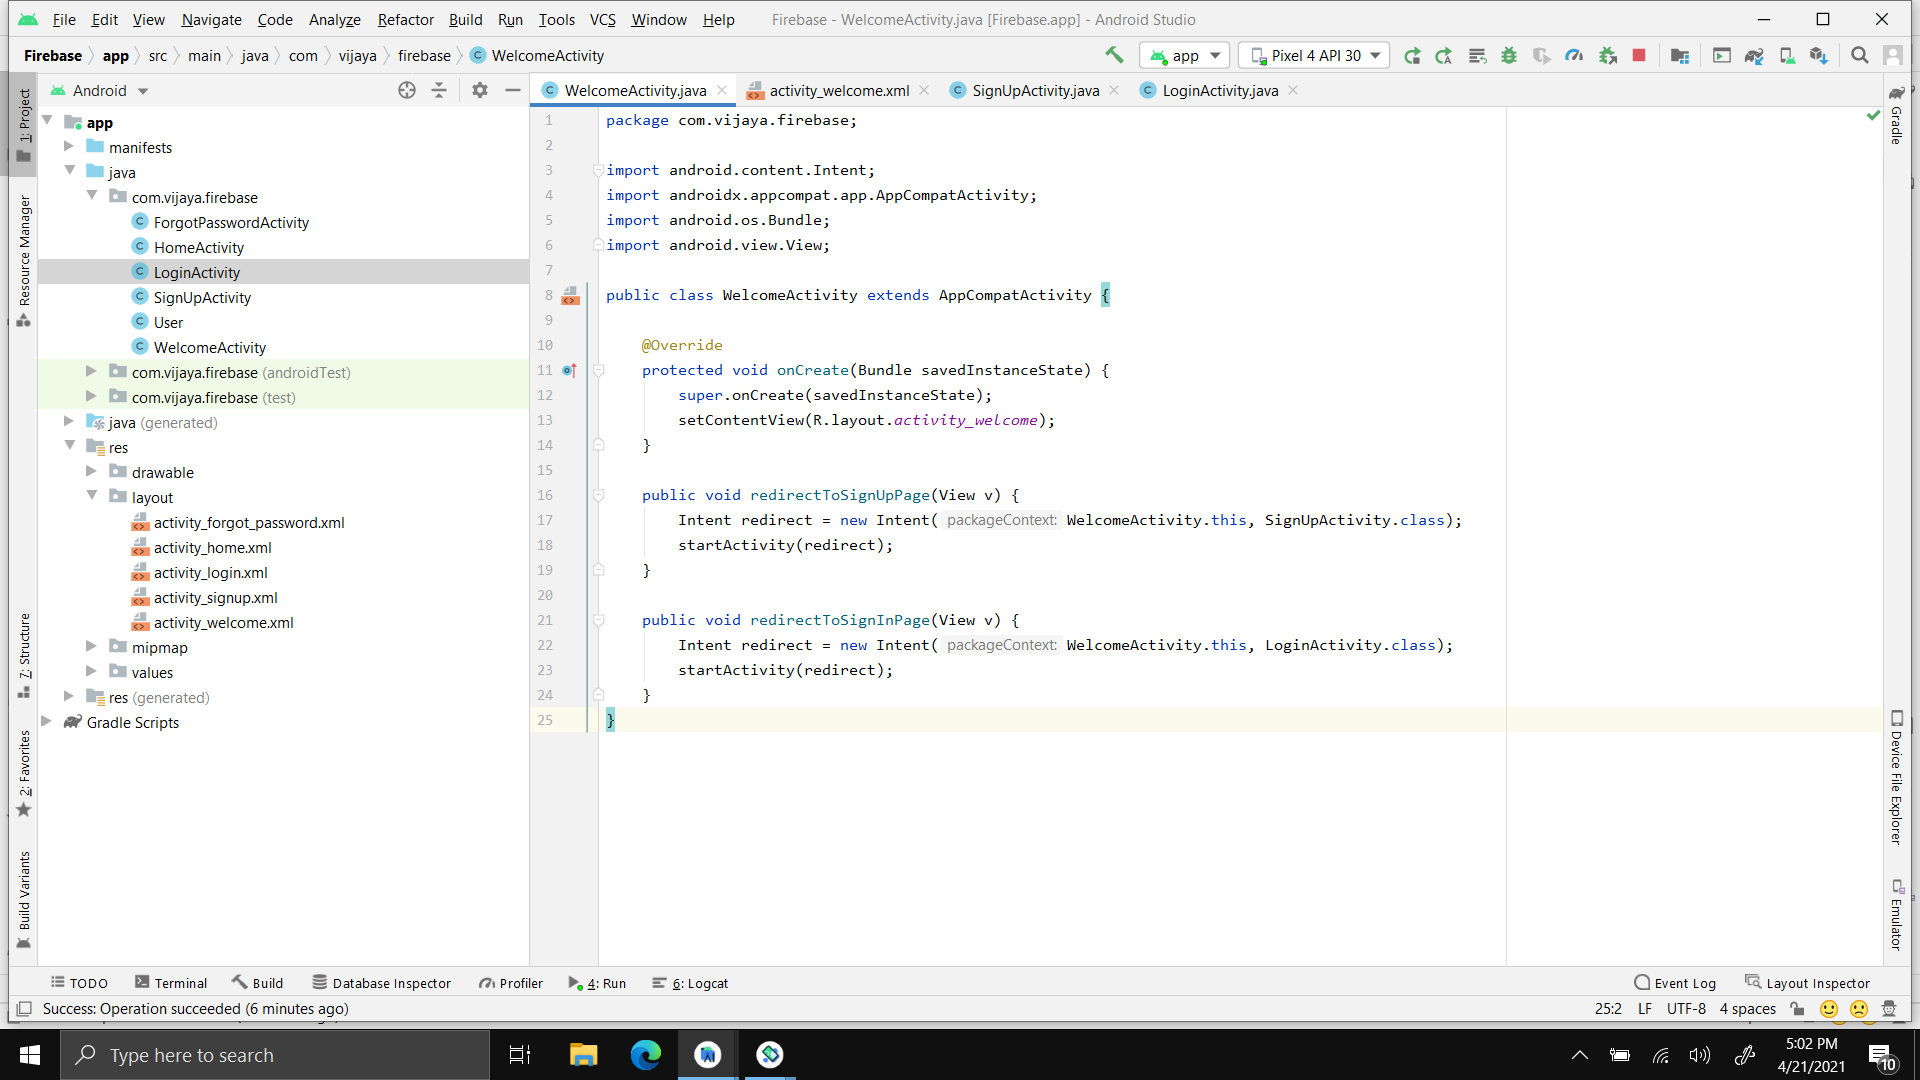 File Edit View Navigate Code Analyze Refactor Build Run Tools VCS Window Help Firebase - WelcomeActivity.java [Firebase.app] - Android Studio
Firebase app src main java com vijaya firebase C WelcomeActivity app Pixel 4 API 30
Android
WelcomeActivity.java activity_welcome.xml SignUpActivity.java LoginActivity.java
1: Project
Resource Manager
7: Structure
2: Favorites
Build Variants
app
manifests
java
com.vijaya.firebase
ForgotPasswordActivity
HomeActivity
LoginActivity
SignUpActivity
User
WelcomeActivity
com.vijaya.firebase (androidTest)
com.vijaya.firebase (test)
java (generated)
res
drawable
layout
activity_forgot_password.xml
activity_home.xml
activity_login.xml
activity_signup.xml
activity_welcome.xml
mipmap
values
res (generated)
Gradle Scripts
1 package com.vijaya.firebase;
2
3 import android.content.Intent;
4 import androidx.appcompat.app.AppCompatActivity;
5 import android.os.Bundle;
6 import android.view.View;
7
8 public class WelcomeActivity extends AppCompatActivity {
9
10 @Override
11 protected void onCreate(Bundle savedInstanceState) {
12 super.onCreate(savedInstanceState);
13 setContentView(R.layout.activity_welcome);
14 }
15
16 public void redirectToSignUpPage(View v) {
17 Intent redirect = new Intent( packageContext: WelcomeActivity.this, SignUpActivity.class);
18 startActivity(redirect);
19 }
20
21 public void redirectToSignInPage(View v) {
22 Intent redirect = new Intent( packageContext: WelcomeActivity.this, LoginActivity.class);
23 startActivity(redirect);
24 }
25 }
Gradle
Device File Explorer
Emulator
TODO Terminal Build Database Inspector Profiler 4: Run 6: Logcat Event Log Layout Inspector
Success: Operation succeeded (6 minutes ago) 25:2 LF UTF-8 4 spaces
Type here to search
5:02 PM
4/21/2021
10